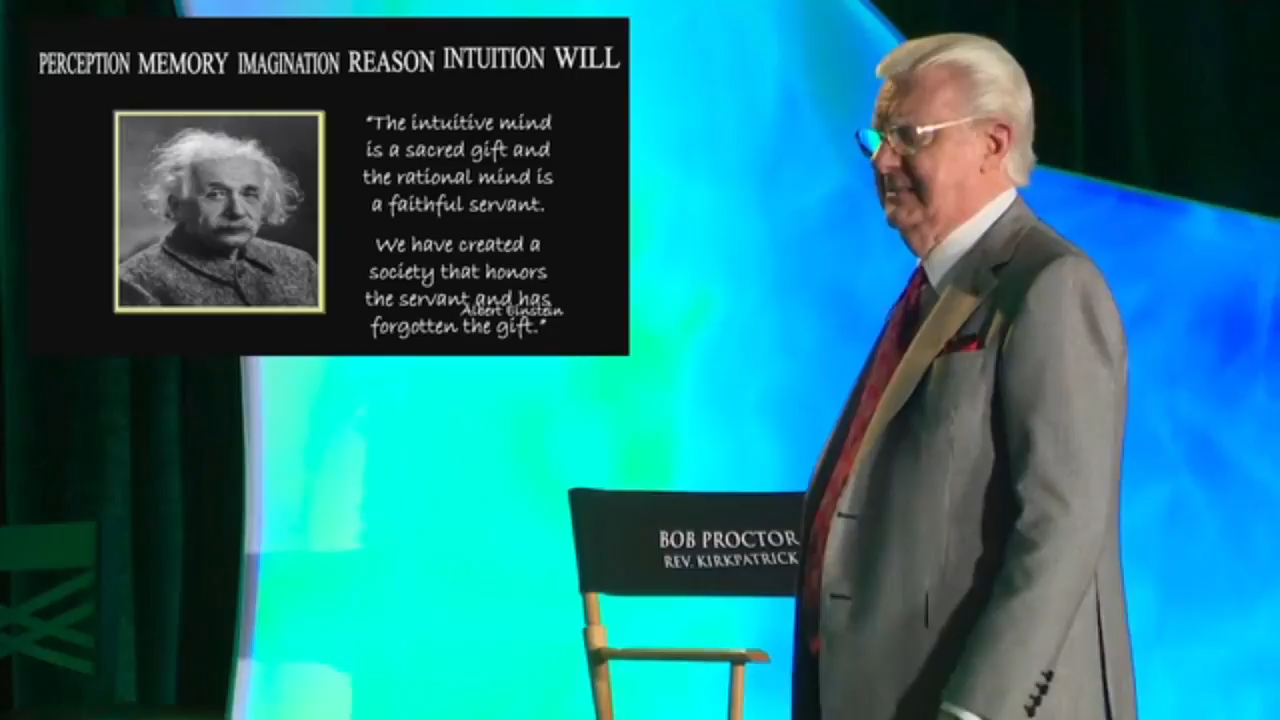 PERCEPTION MEMORY IMAGINATION REASON INTUITION WILL
"The intuitive mind
is a sacred gift and
the rational mind is
a faithful servant.
We have created a
society that honors
the servant and has
Albert Einstein
forgotten the gift."
BOB PROCTOR
REV. KIRKPATRICK